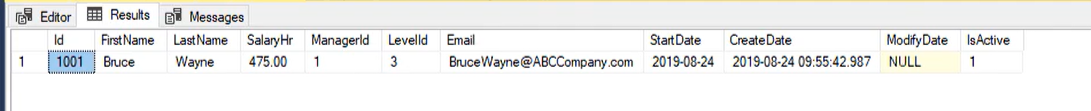 Editor Results Messages
Id FirstName LastName SalaryHr ManagerId LevelId Email StartDate CreateDate ModifyDate IsActive
1 1001 Bruce Wayne 475.00 1 3 BruceWayne@ABCCompany.com 2019-08-24 2019-08-24 09:55:42.987 NULL 1